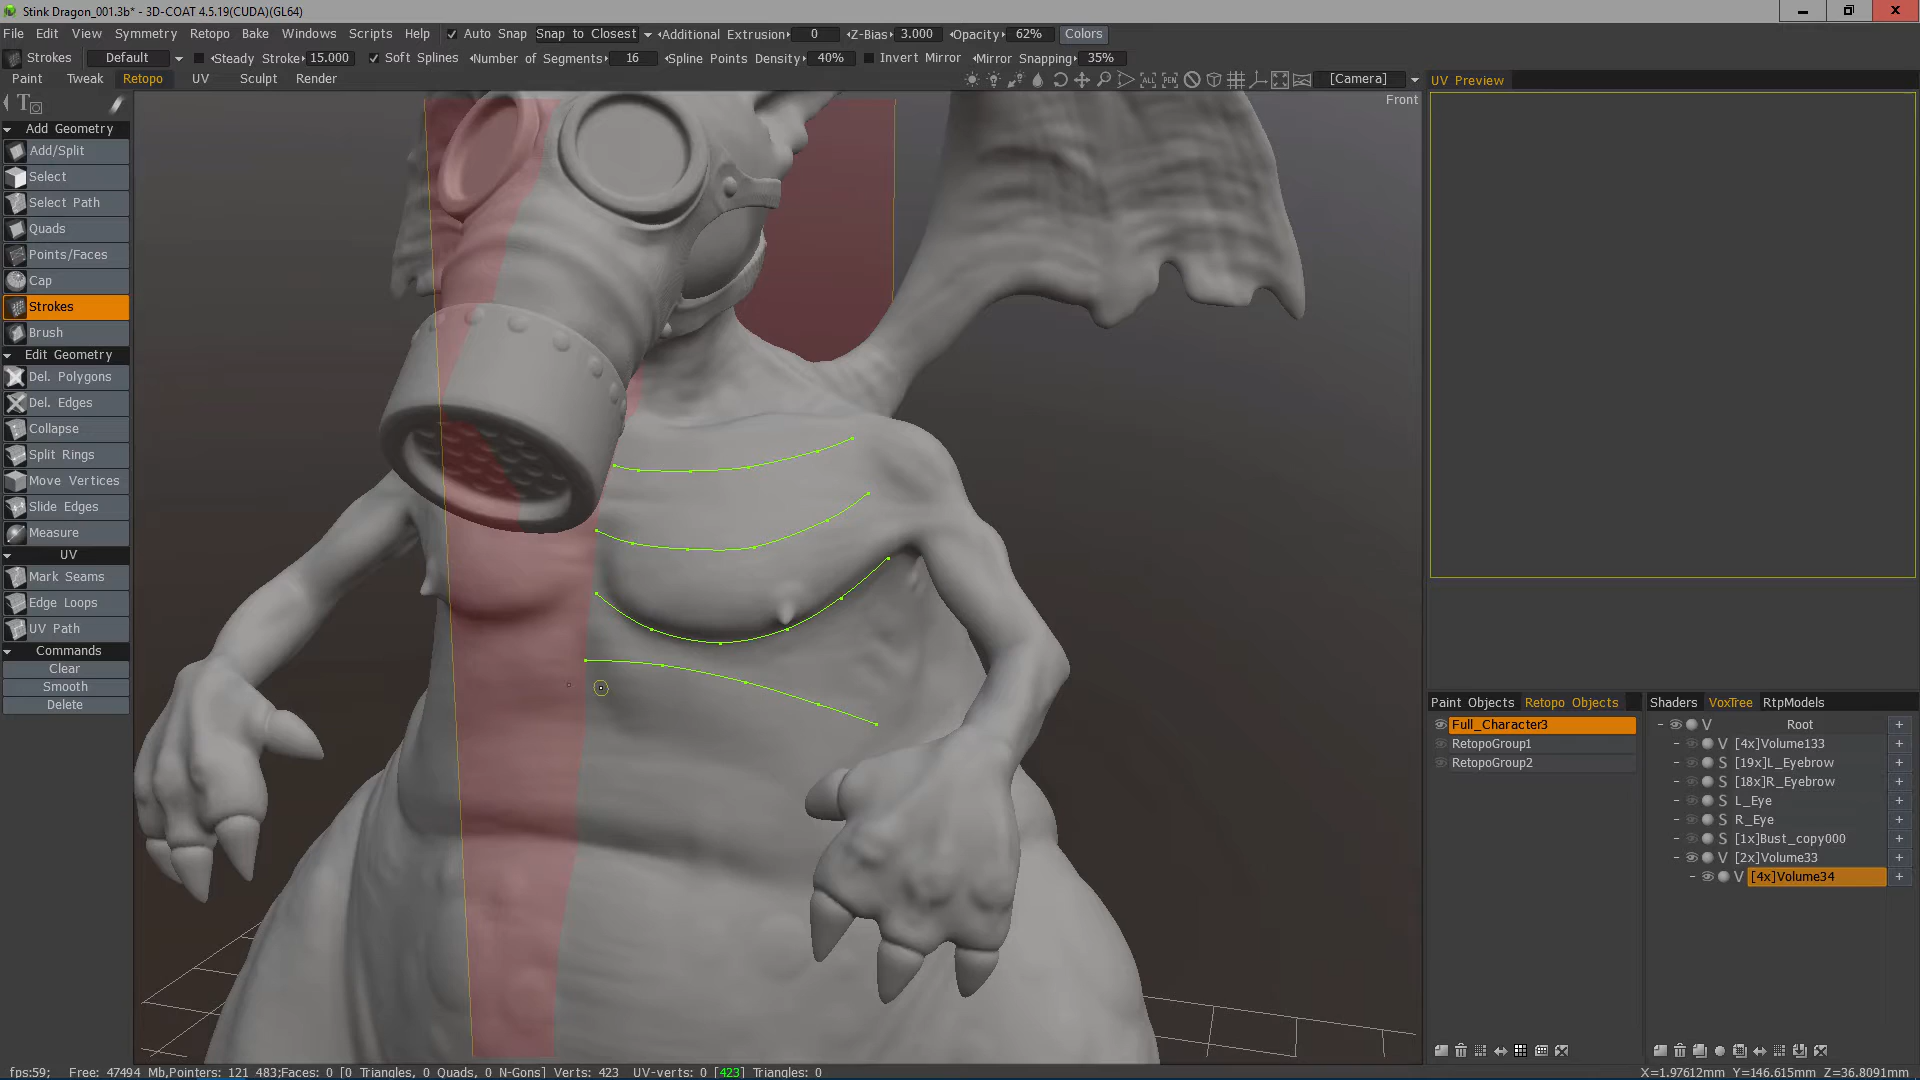 Stink Dragon_001.3b* - 3D-COAT 4.5.19(CUDA)(GL64)
File Edit View Symmetry Retopo Bake Windows Scripts Help Auto Snap Snap to Closest Additional Extrusion 0 Z-Bias 3.000 Opacity 62% Colors
Strokes Default Steady Stroke 15.000 Soft Splines Number of Segments 16 Spline Points Density 40% Invert Mirror Mirror Snapping 35%
Paint Tweak Retopo UV Sculpt Render ALL PEN [Camera] UV Preview
Front
Add Geometry
Add/Split
Select
Select Path
Quads
Points/Faces
Cap
Strokes
Brush
Edit Geometry
Del. Polygons
Del. Edges
Collapse
Split Rings
Move Vertices
Slide Edges
Measure
UV
Mark Seams
Edge Loops
UV Path
Commands
Clear
Smooth
Delete
Paint Objects Retopo Objects
Full_Character3
RetopoGroup1
RetopoGroup2
Shaders VoxTree RtpModels
V Root +
V [4x]Volume133 +
S [19x]L_Eyebrow +
S [18x]R_Eyebrow +
S L_Eye +
S R_Eye +
S [1x]Bust_copy000 +
V [2x]Volume33 +
V [4x]Volume34 +
fps:59; Free: 47494 Mb,Pointers: 121 483;Faces: 0 [0 Triangles, 0 Quads, 0 N-Gons] Verts: 423 UV-verts: 0 [423] Triangles: 0 X=1.97612mm Y=146.615mm Z=36.8091mm